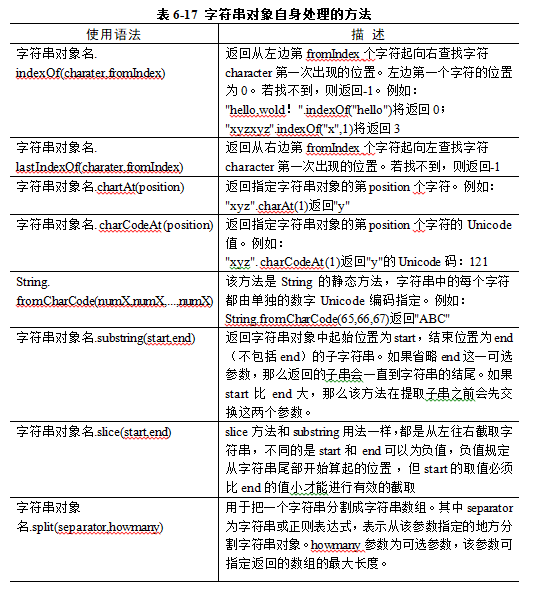 表 6-17 字符串对象自身处理的方法
使用语法
描 述
字符串对象名.
indexOf(charater,fromIndex)
返回从左边第 fromIndex 个字符起向右查找字符
character 第一次出现的位置。左边第一个字符的位置
为 0。若找不到，则返回-1。例如：
"hello,wold！".indexOf("hello")将返回 0；
"xyzxyz".indexOf("x",1)将返回 3
字符串对象名.
lastIndexOf(charater,fromIndex)
返回从右边第 fromIndex 个字符起向左查找字符
character 第一次出现的位置。若找不到，则返回-1
字符串对象名.chartAt(position)
返回指定字符串对象的第 position 个字符。例如：
"xyz".charAt(1)返回"y"
字符串对象名. charCodeAt(position)
返回指定字符串对象的第 position 个字符的 Unicode
值。例如：
"xyz". charCodeAt(1)返回"y"的 Unicode 码：121
String.
fromCharCode(numX,numX,...,numX)
该方法是 String 的静态方法，字符串中的每个字符
都由单独的数字 Unicode 编码指定。例如：
String.fromCharCode(65,66,67)返回"ABC"
字符串对象名.substring(start,end)
返回字符串对象中起始位置为 start，结束位置为 end
（不包括 end）的子字符串。如果省略 end 这一可选
参数，那么返回的子串会一直到字符串的结尾。如果
start 比 end 大，那么该方法在提取子串之前会先交
换这两个参数。
字符串对象名.slice(start,end)
slice 方法和 substring 用法一样，都是从左往右截取字
符串，不同的是 start 和 end 可以为负值，负值规定
从字符串尾部开始算起的位置 ，但 start 的取值必须
比 end 的值小才能进行有效的截取
字符串对象
名.split(separator,howmany)
用于把一个字符串分割成字符串数组。其中 separator
为字符串或正则表达式，表示从该参数指定的地方分
割字符串对象。howmany 参数为可选参数，该参数可
指定返回的数组的最大长度。